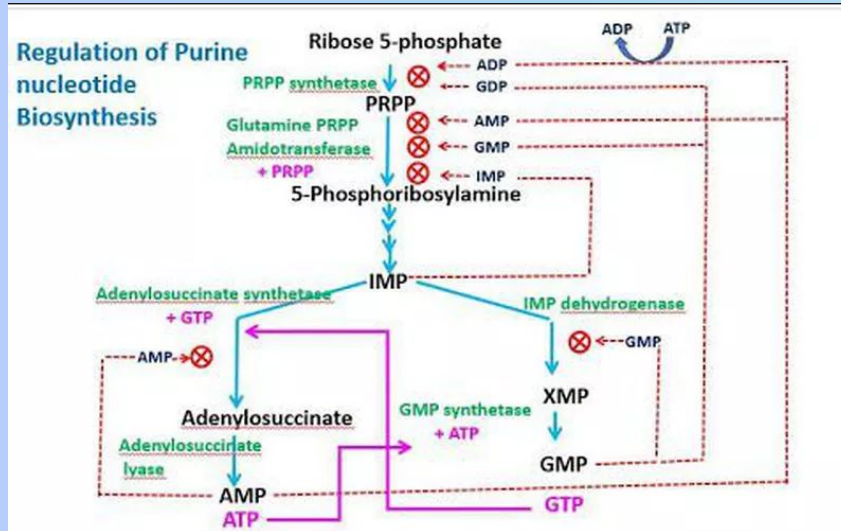 Regulation of Purine
nucleotide
Biosynthesis
Ribose 5-phosphate
ADP
ATP
PRPP synthetase
ADP
GDP
PRPP
Glutamine PRPP
Amidotransferase
+ PRPP
AMP
GMP
IMP
5-Phosphoribosylamine
IMP
Adenylosuccinate synthetase
+ GTP
IMP dehydrogenase
AMP
GMP
XMP
Adenylosuccinate
GMP synthetase
+ ATP
Adenylosuccinate
lyase
GMP
AMP
ATP
GTP